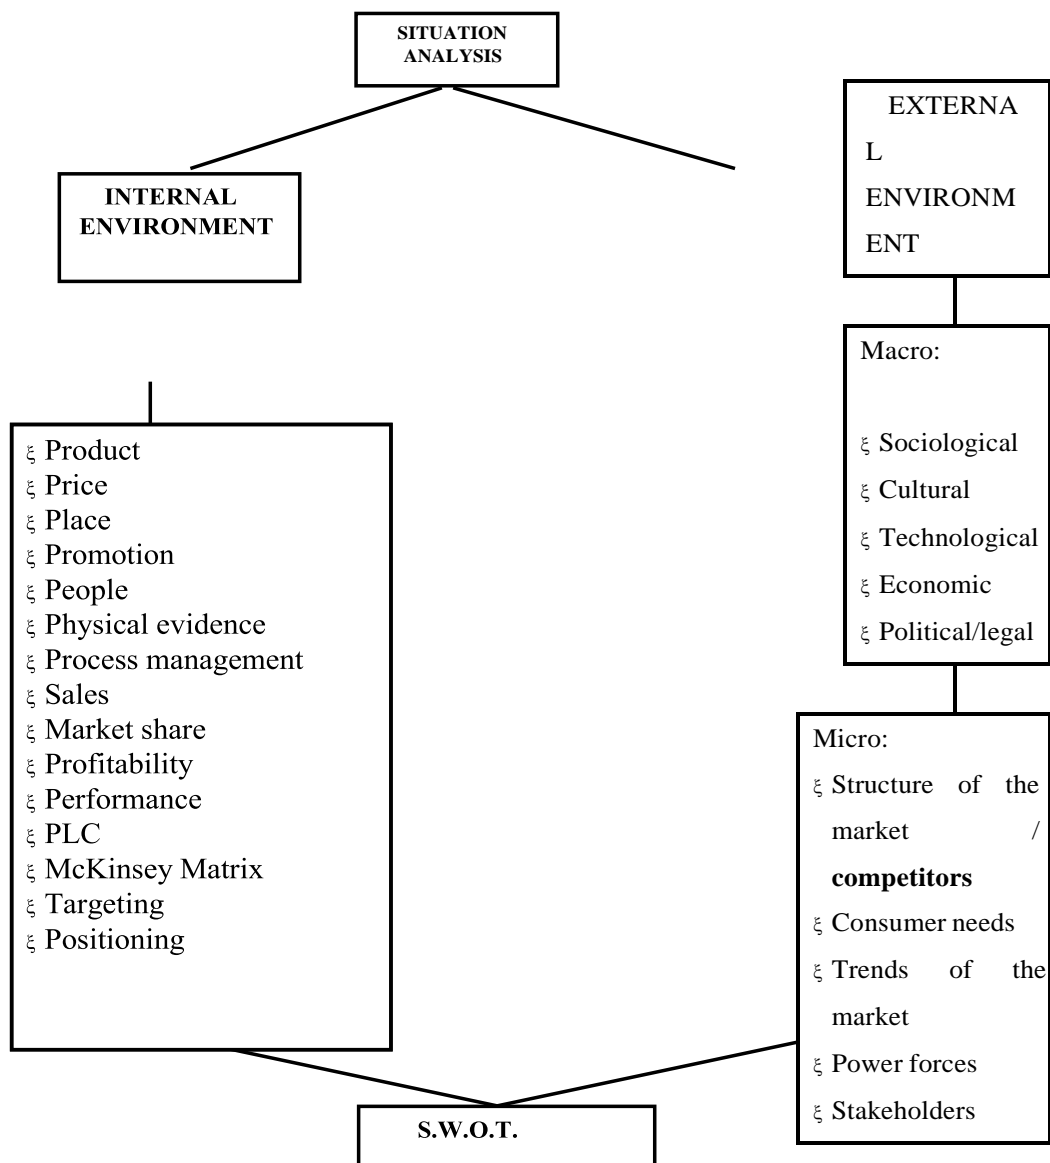 SITUATION
ANALYSIS
INTERNAL
ENVIRONMENT
EXTERNA
L
ENVIRONM
ENT
ξ Product
ξ Price
ξ Place
ξ Promotion
ξ People
ξ Physical evidence
ξ Process management
ξ Sales
ξ Market share
ξ Profitability
ξ Performance
ξ PLC
ξ McKinsey Matrix
ξ Targeting
ξ Positioning
Macro:
ξ Sociological
ξ Cultural
ξ Technological
ξ Economic
ξ Political/legal
Micro:
ξ Structure of the
market /
competitors
ξ Consumer needs
ξ Trends of the
market
ξ Power forces
ξ Stakeholders
S.W.O.T.